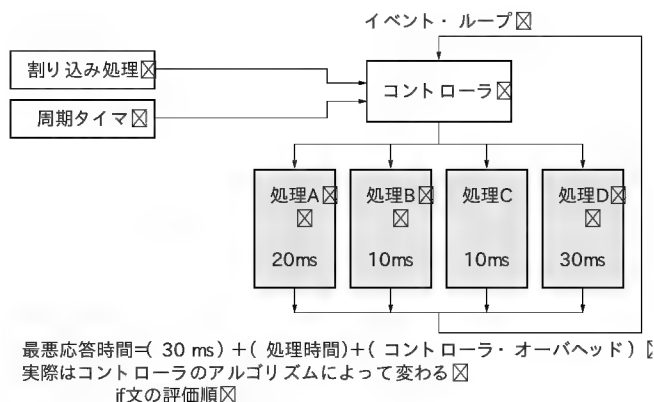 イベント・ループ
割り込み処理
コントローラ
周期タイマ
処理A 処理B 処理C 処理D
20ms 10ms 10ms 30ms
最悪応答時間=( 30 ms ) +( 処理時間)+( コントローラ・オーバヘッド )
実際はコントローラのアルゴリズムによって変わる
if文の評価順